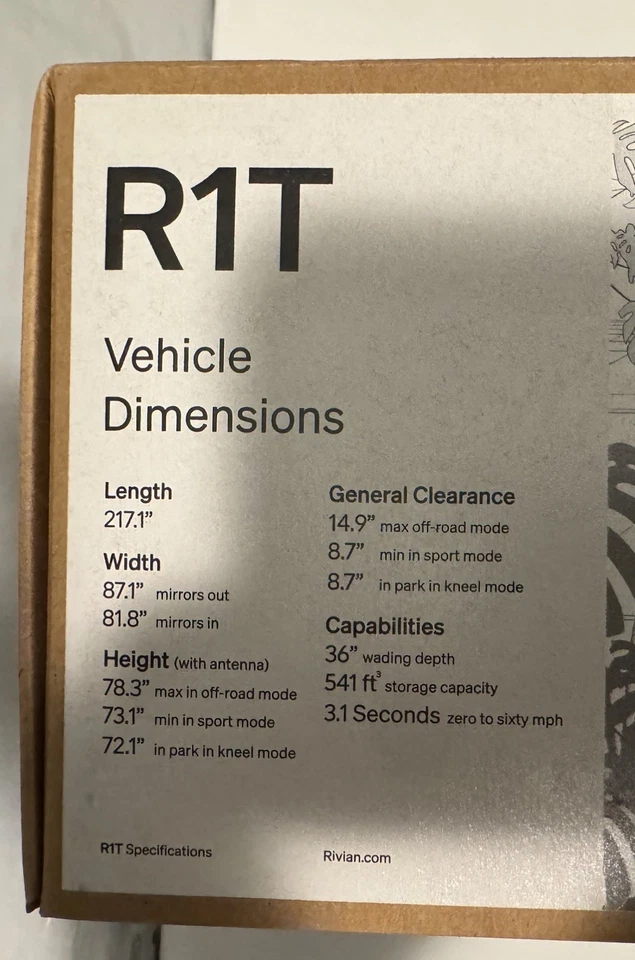 R1T
Vehicle
Dimensions
Length
217.1”
Width
87.1” mirrors out
81.8” mirrors in
Height (with antenna)
78.3” max in off-road mode
73.1” min in sport mode
72.1” in park in kneel mode
General Clearance
14.9” max off-road mode
8.7” min in sport mode
8.7” in park in kneel mode
Capabilities
36” wading depth
541 ft³ storage capacity
3.1 Seconds zero to sixty mph
R1T Specifications
Rivian.com